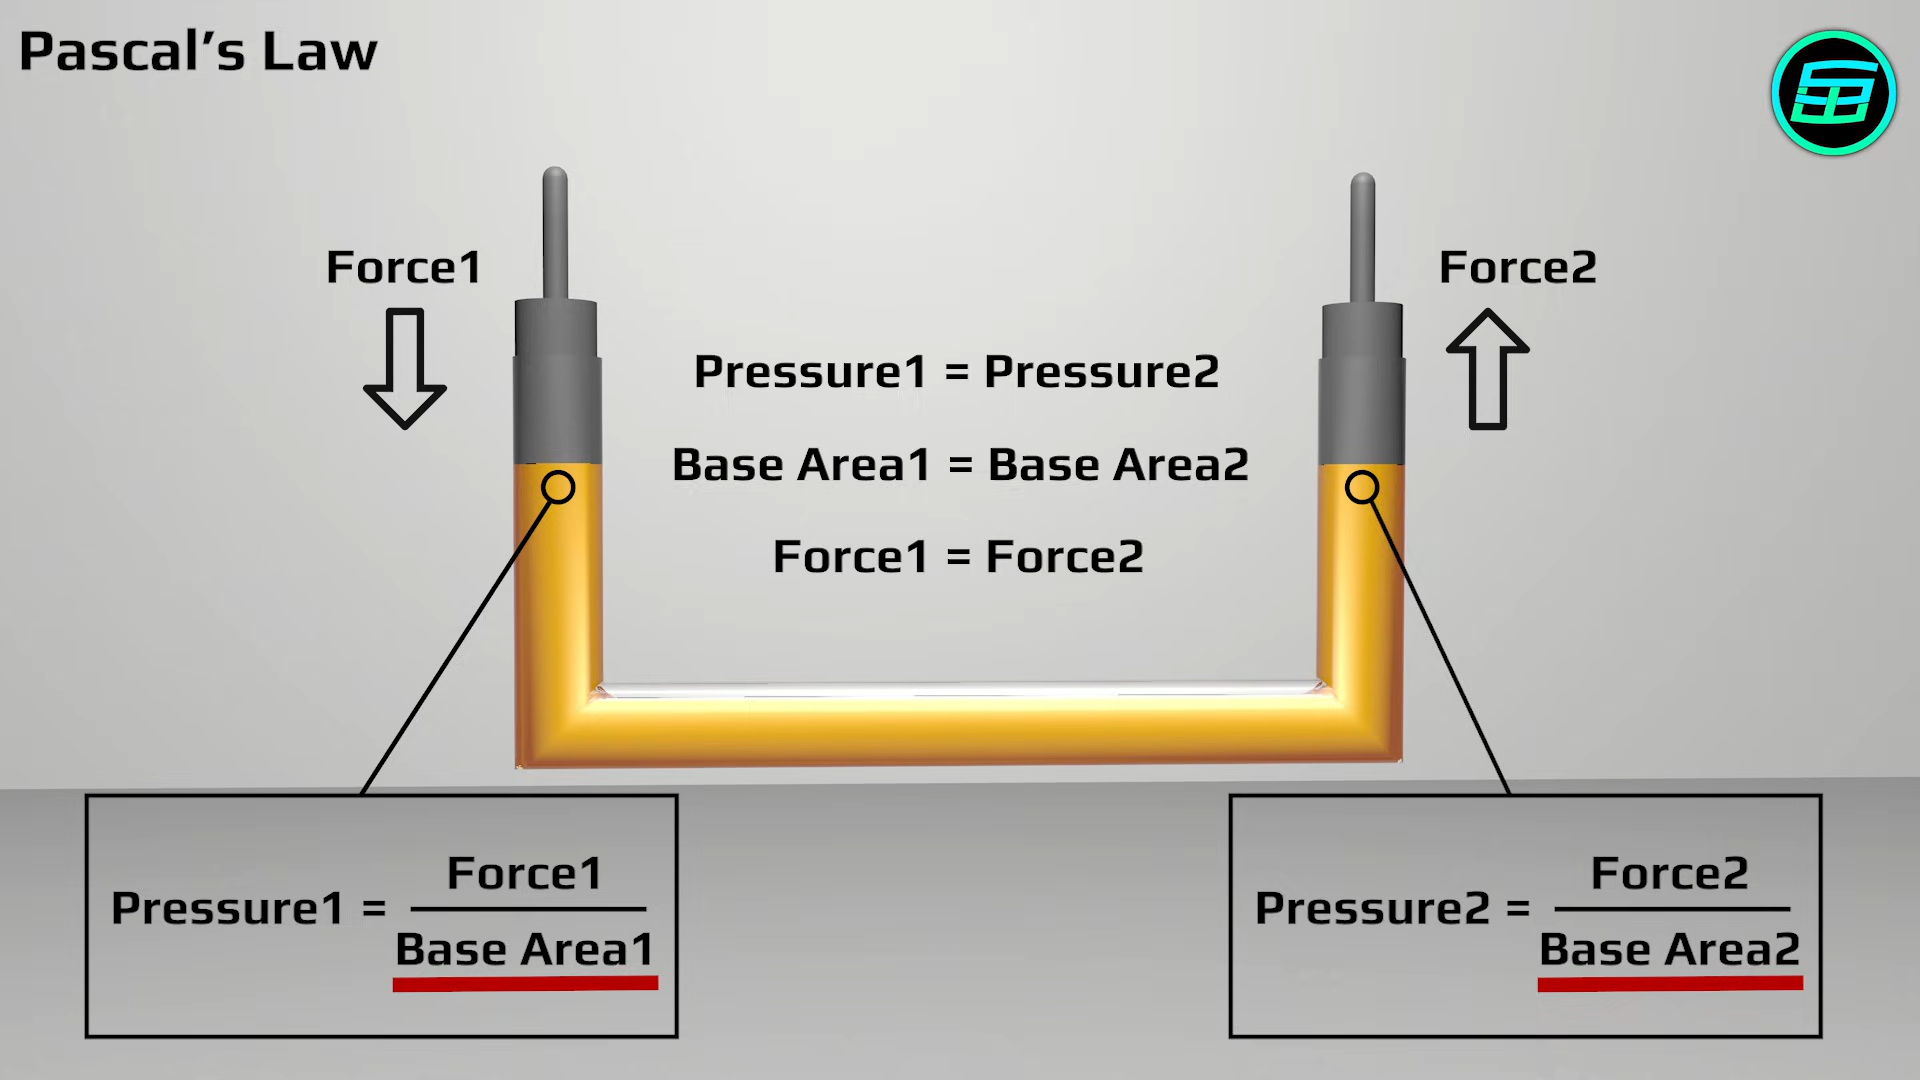 Pascal’s Law
Force1
Force2
Pressure1 = Pressure2
Base Area1 = Base Area2
Force1 = Force2
Pressure1 = Force1
Base Area1
Pressure2 = Force2
Base Area2